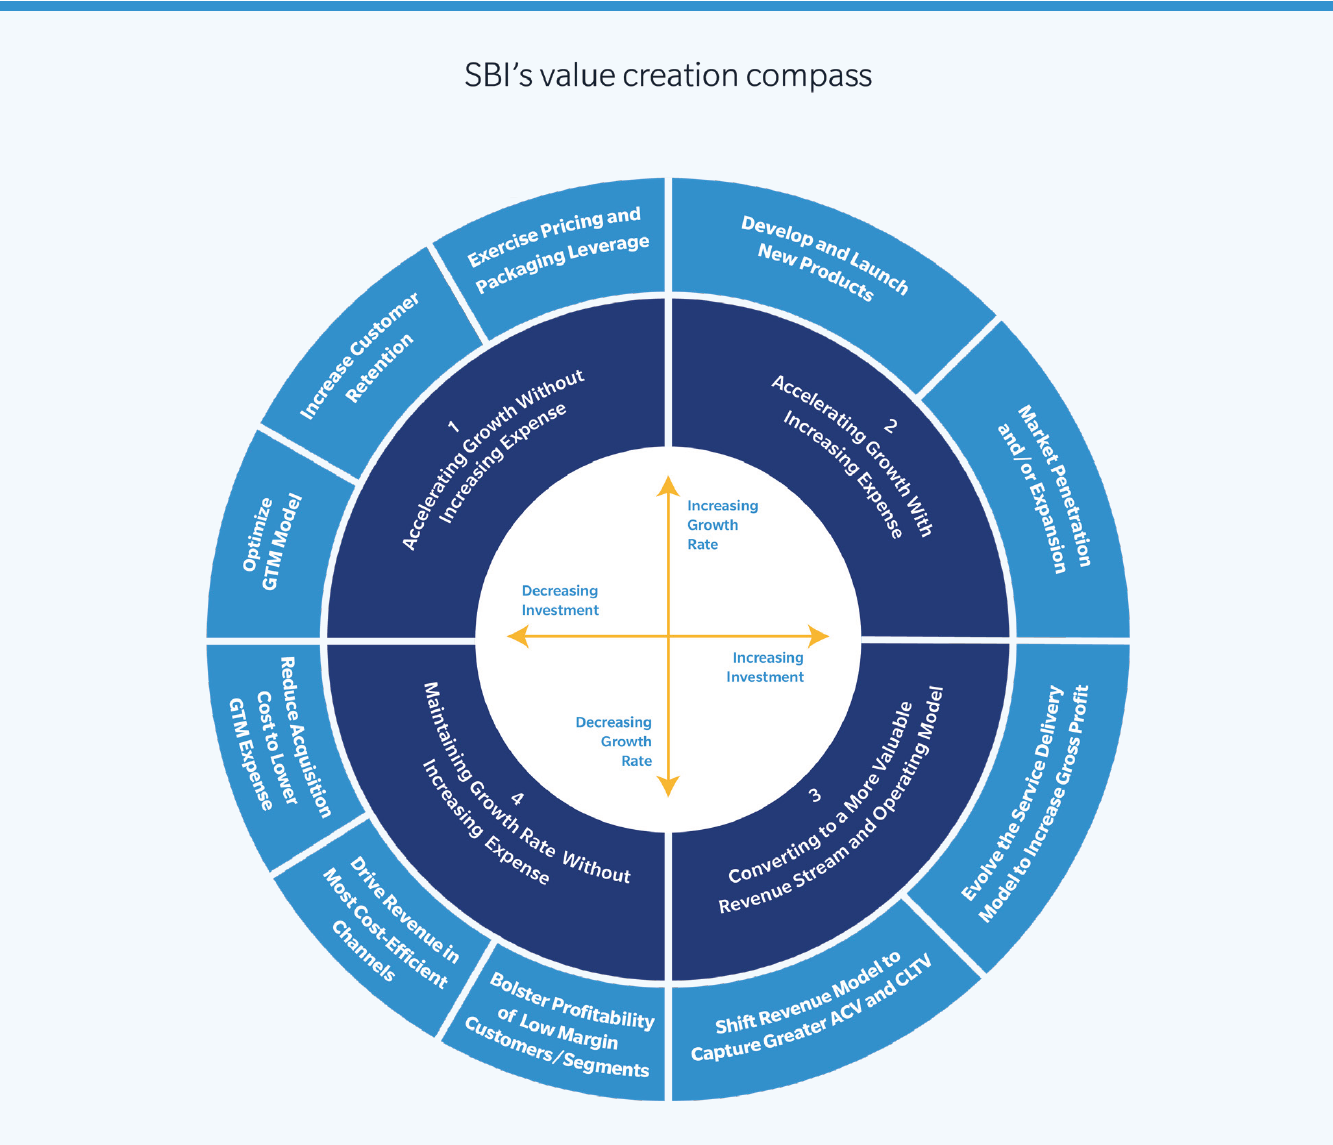 SBI’s value creation compass
Exercise Pricing and
Packaging Leverage
Increase Customer
Retention
Optimize
GTM Model
1
Accelerating Growth Without
Increasing Expense
Develop and Launch
New Products
Market Penetration
and/or Expansion
2
Accelerating Growth With
Increasing Expense
Increasing
Growth
Rate
Decreasing
Investment
Increasing
Investment
Decreasing
Growth
Rate
3
Converting to a More Valuable
Revenue Stream and Operating Model
Evolve the Service Delivery
Model to Increase Gross Profit
Shift Revenue Model to
Capture Greater ACV and CLTV
4
Maintaining Growth Rate Without
Increasing Expense
Reduce Acquisition
Cost to Lower
GTM Expense
Drive Revenue in
Most Cost-Efficient
Channels
Bolster Profitability
of Low Margin
Customers/Segments